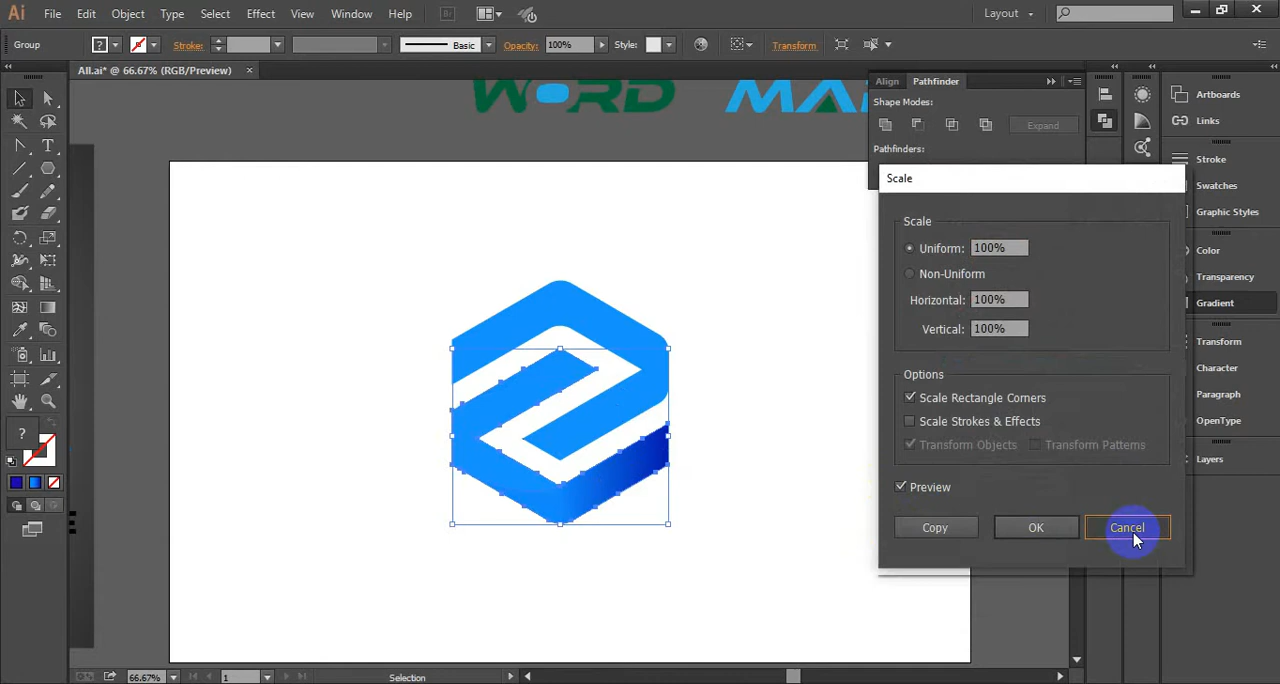 Ai File Edit Object Type Select Effect View Window Help Br Layout
Group ? Stroke: Basic Opacity: 100% Style: Transform
All.ai* @ 66.67% (RGB/Preview) ×
WORD
Align Pathfinder
Shape Modes:
Expand
Pathfinders:
Scale
Scale
Uniform: 100%
Non-Uniform
Horizontal: 100%
Vertical: 100%
Options
Scale Rectangle Corners
Scale Strokes & Effects
Transform Objects Transform Patterns
Preview
Copy OK Cancel
Artboards
Links
Stroke
Swatches
Graphic Styles
Color
Transparency
Gradient
Transform
Character
Paragraph
OpenType
Layers
?
66.67% 1 Selection